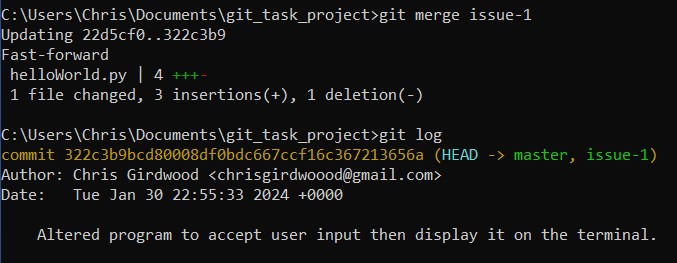 C:\Users\Chris\Documents\git_task_project>git merge issue-1
Updating 22d5cf0..322c3b9
Fast-forward
 helloWorld.py | 4 +++-
 1 file changed, 3 insertions(+), 1 deletion(-)

C:\Users\Chris\Documents\git_task_project>git log
commit 322c3b9bcd80008df0bdc667ccf16c367213656a (HEAD -> master, issue-1)
Author: Chris Girdwood <chrisgirdwoood@gmail.com>
Date:   Tue Jan 30 22:55:33 2024 +0000

    Altered program to accept user input then display it on the terminal.